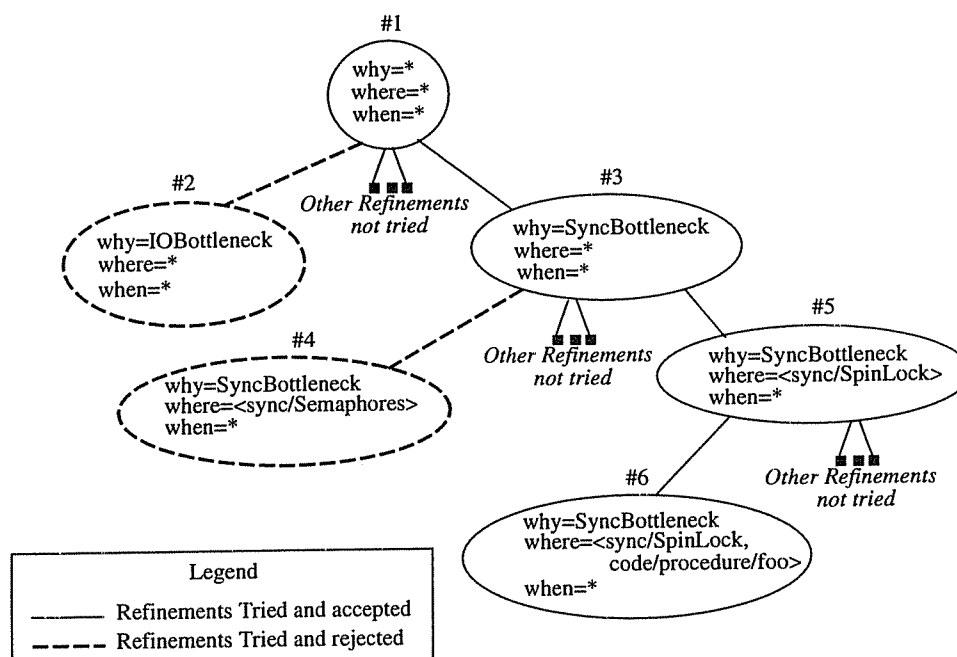 #1
why=*
where=*
when=*
#2
why=IOBottleneck
where=*
when=*
Other Refinements
not tried
#3
why=SyncBottleneck
where=*
when=*
#4
why=SyncBottleneck
where=<sync/Semaphores>
when=*
Other Refinements
not tried
#5
why=SyncBottleneck
where=<sync/SpinLock>
when=*
#6
why=SyncBottleneck
where=<sync/SpinLock,
code/procedure/foo>
when=*
Other Refinements
not tried
Legend
Refinements Tried and accepted
Refinements Tried and rejected